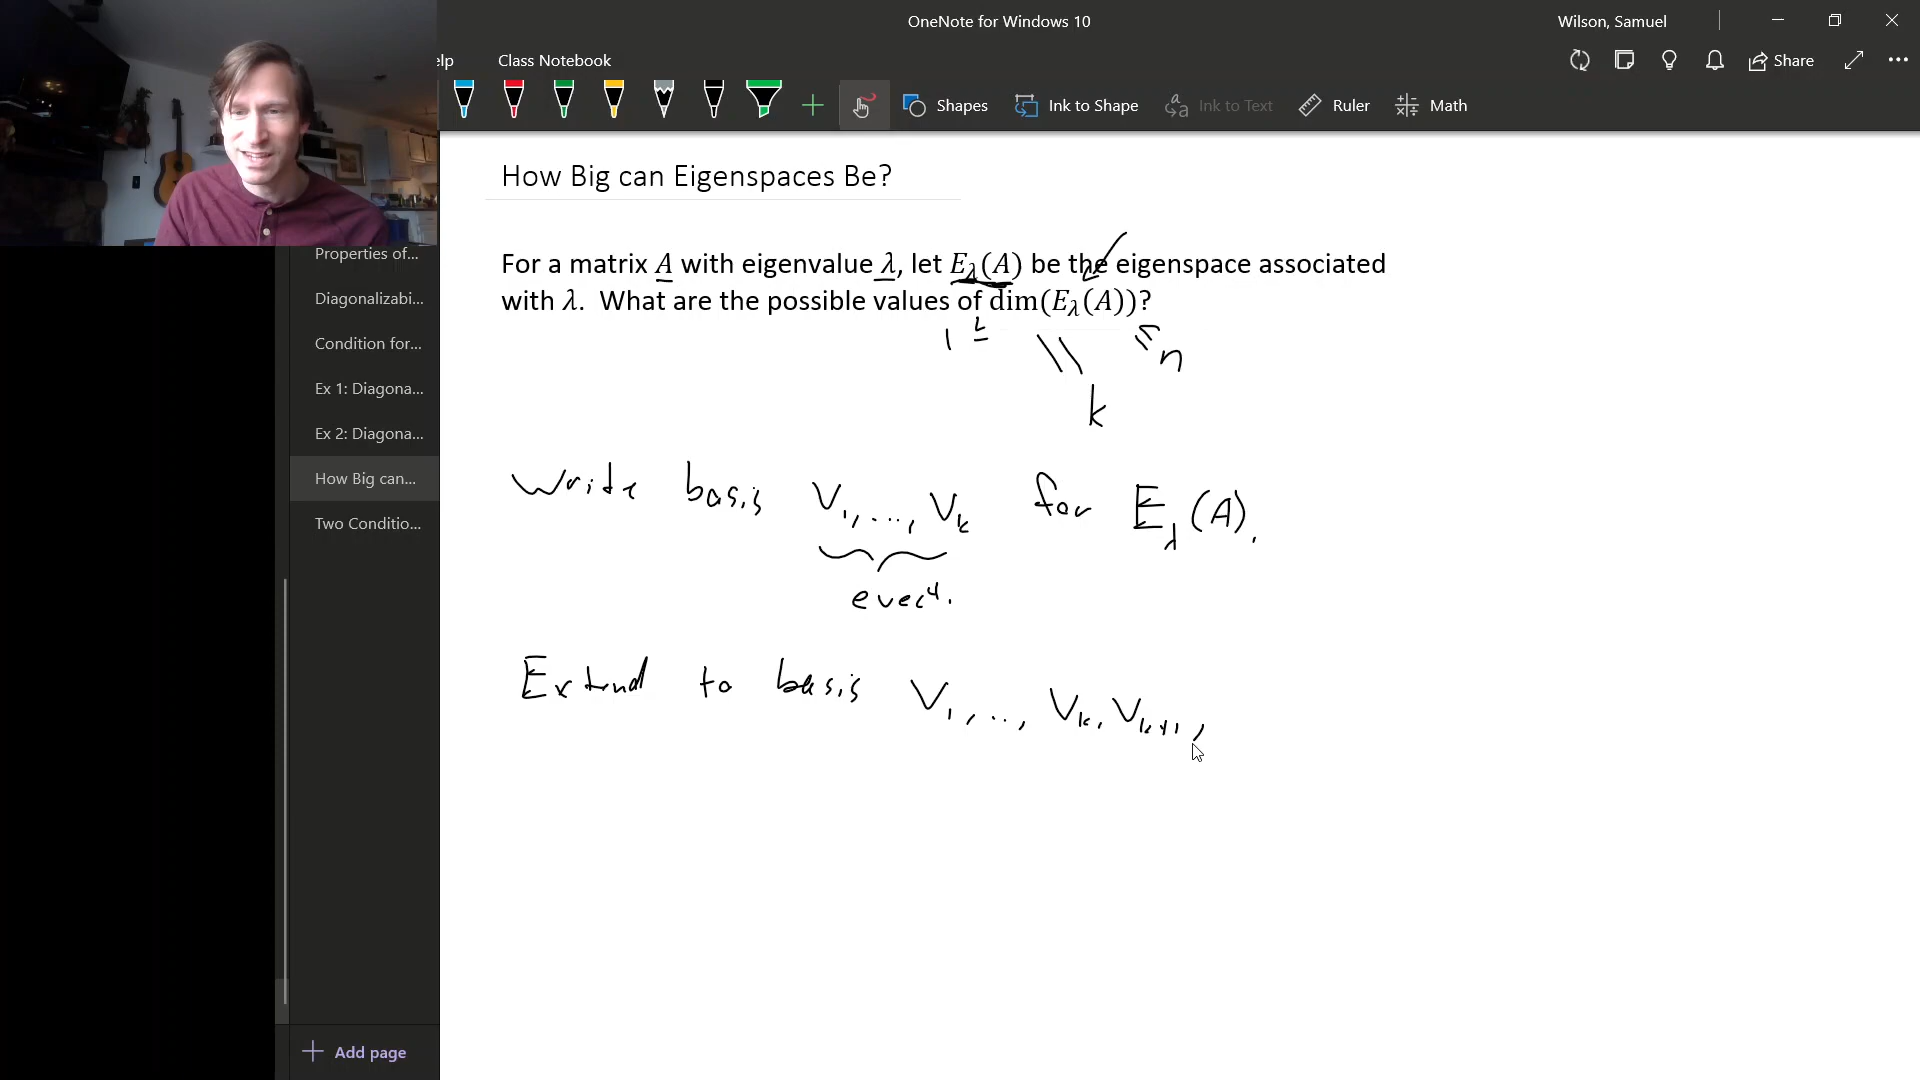 OneNote for Windows 10
Wilson, Samuel
elp Class Notebook
Share
Shapes Ink to Shape Ink to Text Ruler Math
How Big can Eigenspaces Be?
For a matrix A with eigenvalue λ, let E_λ(A) be the eigenspace associated
with λ. What are the possible values of dim(E_λ(A))?
1 ≤ ≤ n
k
Write basis V₁, ..., Vₖ for E_λ(A).
evec
Extend to basis V₁, ..., Vₖ, Vₖ₊₁,
Properties of...
Diagonalizabi...
Condition for...
Ex 1: Diagona...
Ex 2: Diagona...
How Big can...
Two Conditio...
Add page